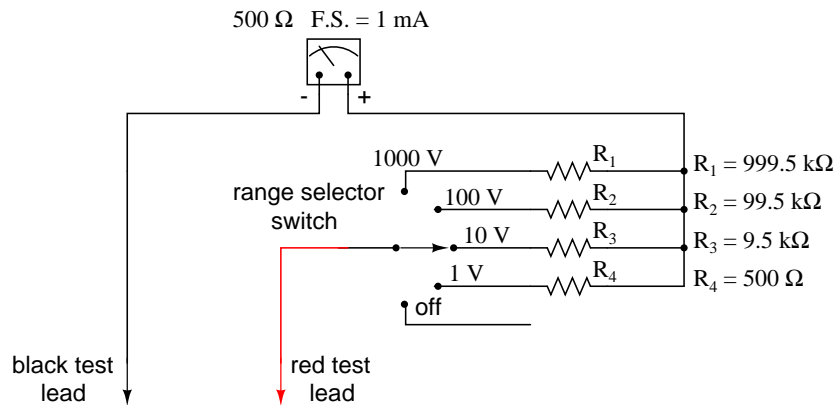 500 Ω F.S. = 1 mA
- +
1000 V R1 R1 = 999.5 kΩ
range selector
switch
100 V R2 R2 = 99.5 kΩ
10 V R3 R3 = 9.5 kΩ
1 V R4 R4 = 500 Ω
off
black test
lead
red test
lead